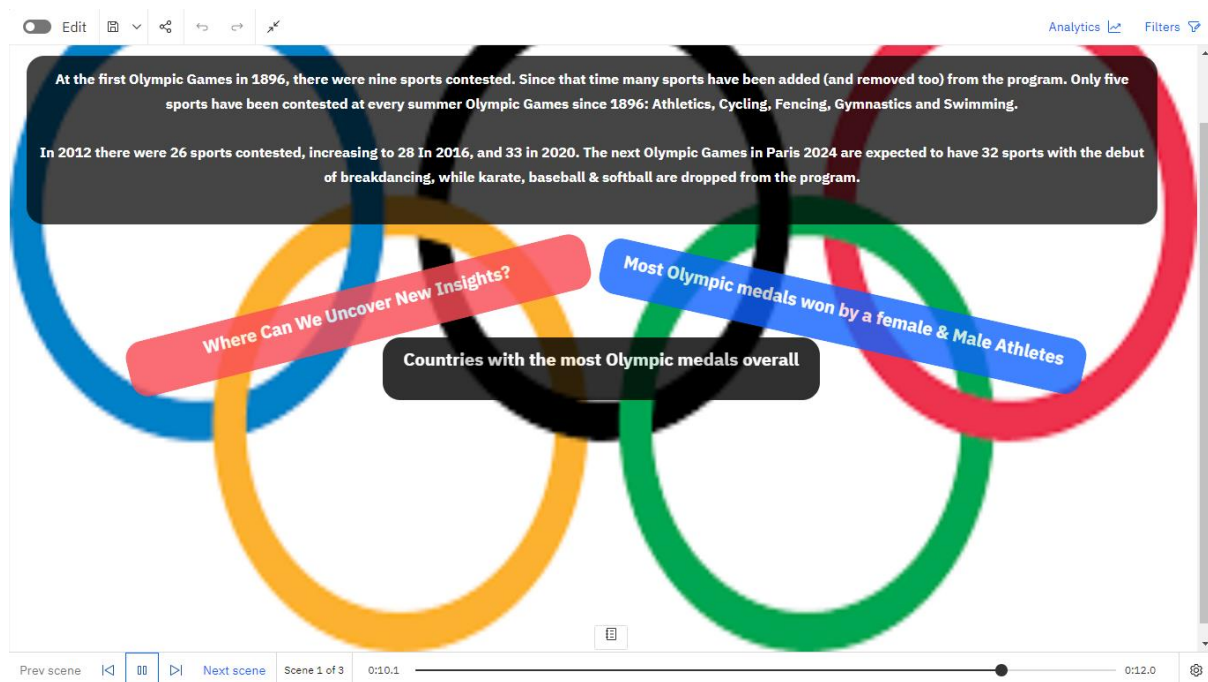 Edit
Analytics
Filters
At the first Olympic Games in 1896, there were nine sports contested. Since that time many sports have been added (and removed too) from the program. Only five
sports have been contested at every summer Olympic Games since 1896: Athletics, Cycling, Fencing, Gymnastics and Swimming.
In 2012 there were 26 sports contested, increasing to 28 In 2016, and 33 in 2020. The next Olympic Games in Paris 2024 are expected to have 32 sports with the debut
of breakdancing, while karate, baseball & softball are dropped from the program.
Where Can We Uncover New Insights?
Most Olympic medals won by a female & Male Athletes
Countries with the most Olympic medals overall
Prev scene
Next scene
Scene 1 of 3
0:10.1
0:12.0